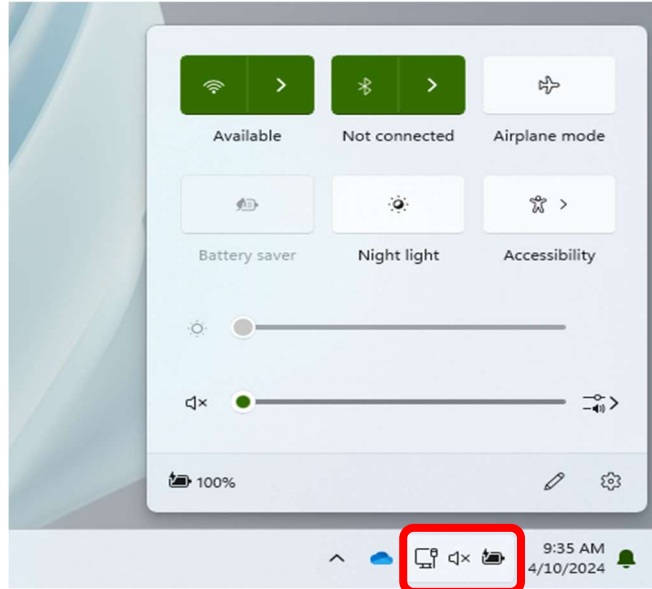 Available Not connected Airplane mode
Battery saver Night light Accessibility
100%
9:35 AM
4/10/2024